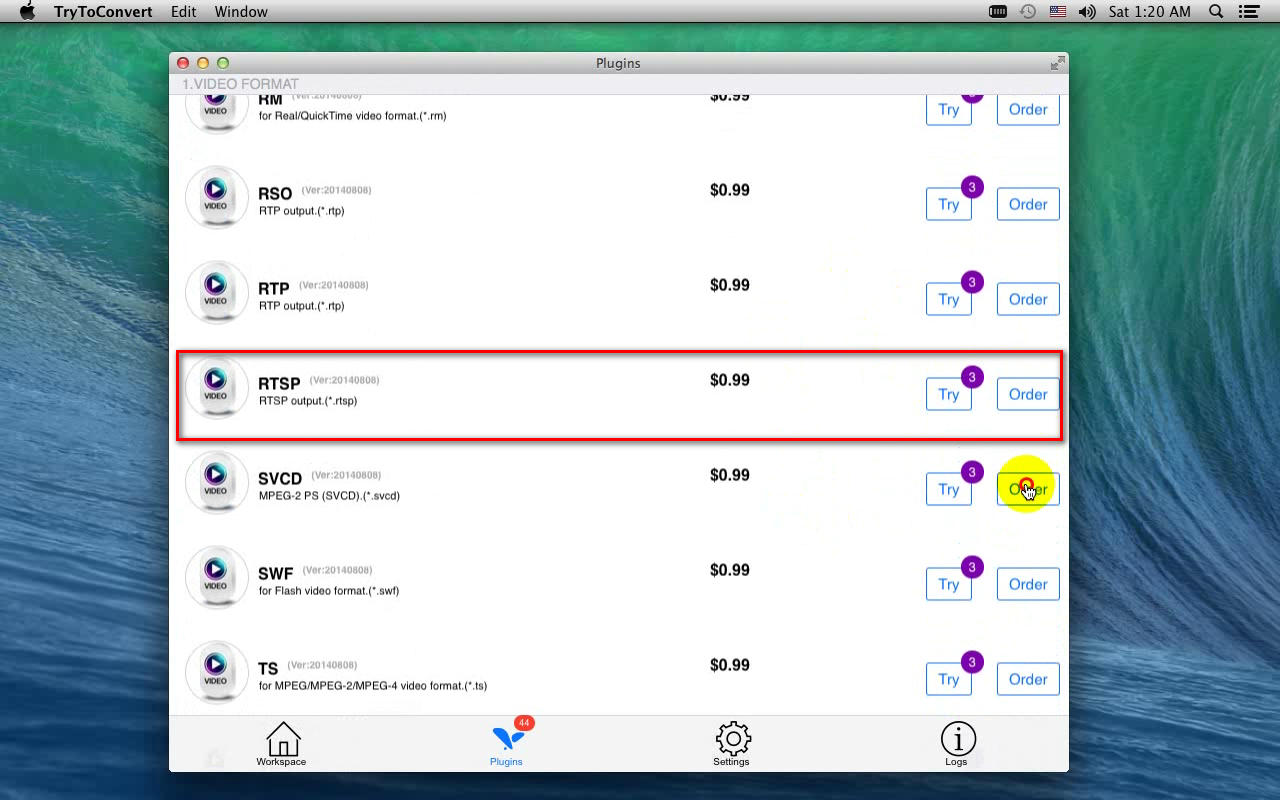 TryToConvert Edit Window Sat 1:20 AM
Plugins
1.VIDEO FORMAT
VIDEO RM (Ver:20140808) $0.99 Try Order
for Real/QuickTime video format.(*.rm)
VIDEO RSO (Ver:20140808) $0.99 Try 3 Order
RTP output.(*.rtp)
VIDEO RTP (Ver:20140808) $0.99 Try 3 Order
RTP output.(*.rtp)
VIDEO RTSP (Ver:20140808) $0.99 Try 3 Order
RTSP output.(*.rtsp)
VIDEO SVCD (Ver:20140808) $0.99 Try 3 Order
MPEG-2 PS (SVCD).(*.svcd)
VIDEO SWF (Ver:20140808) $0.99 Try 3 Order
for Flash video format.(*.swf)
VIDEO TS (Ver:20140808) $0.99 Try 3 Order
for MPEG/MPEG-2/MPEG-4 video format.(*.ts)
44
Workspace Plugins Settings Logs